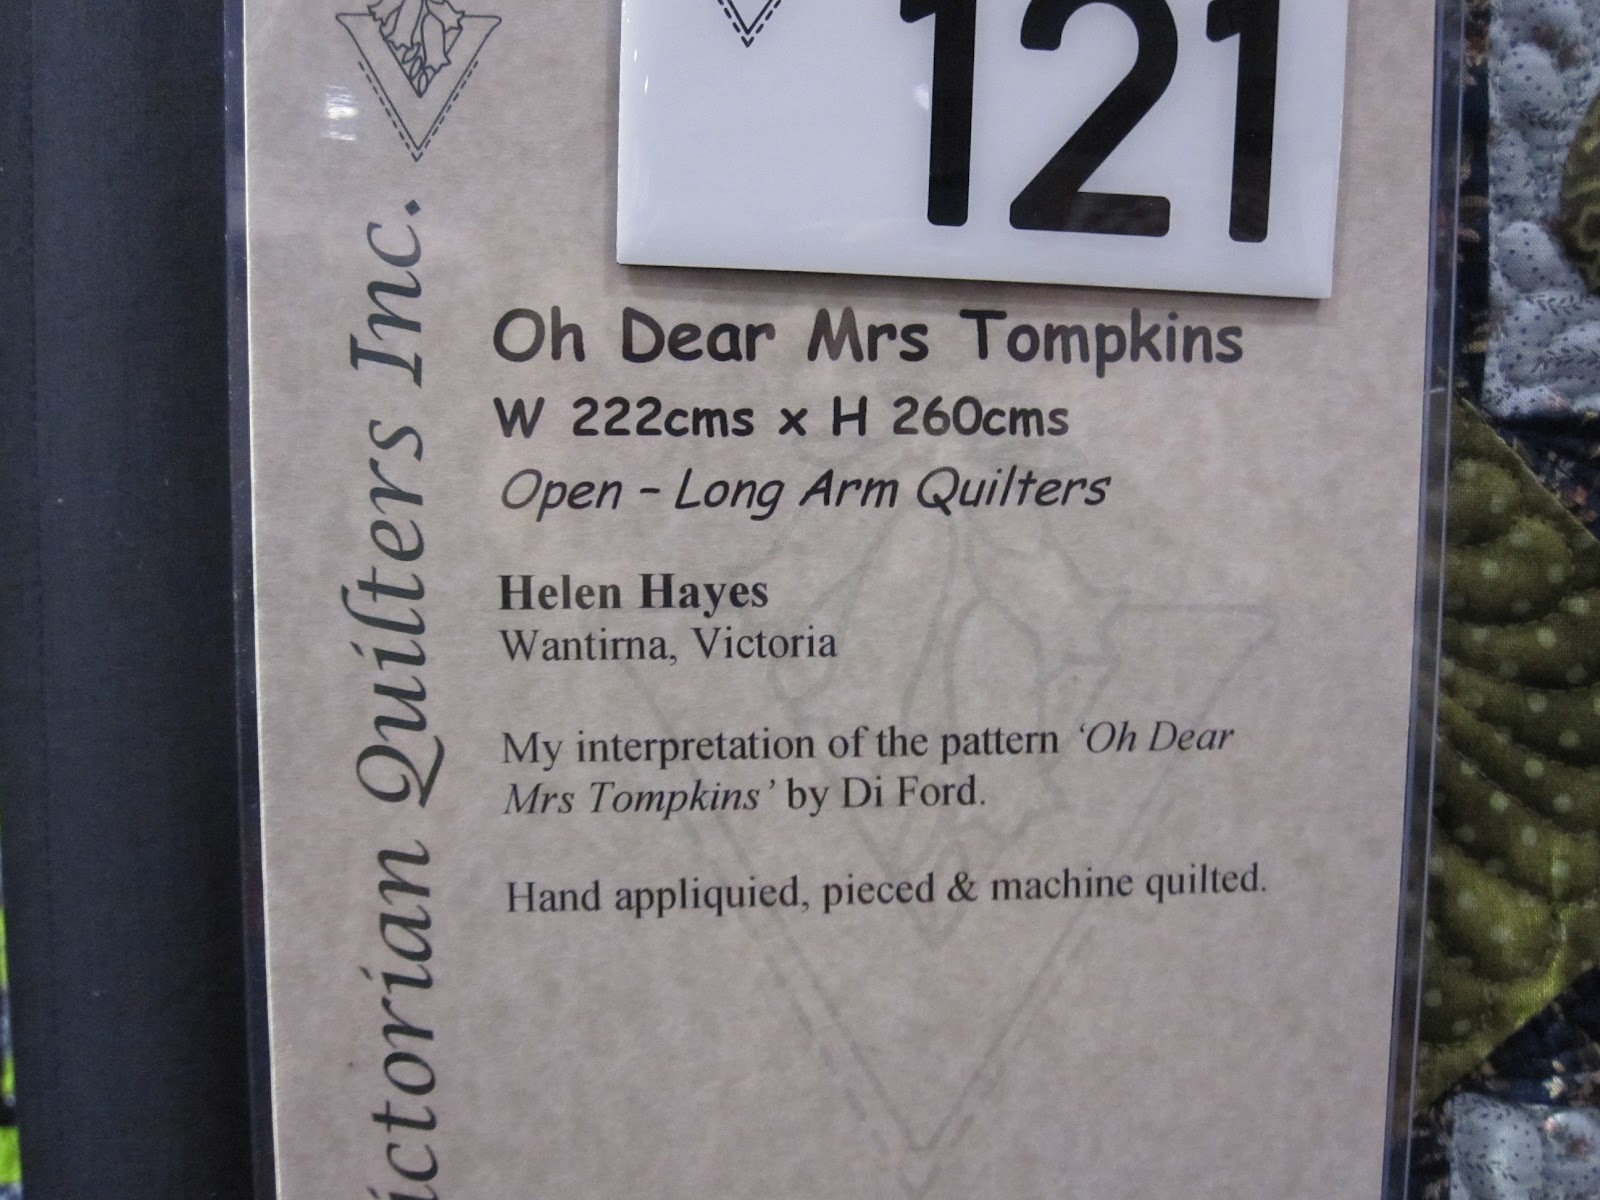 121
Oh Dear Mrs Tompkins
W 222cms x H 260cms
Open – Long Arm Quilters
Helen Hayes
Wantirna, Victoria
My interpretation of the pattern ‘Oh Dear
Mrs Tompkins’ by Di Ford.
Hand appliquied, pieced & machine quilted.
ictorian Quilters Inc.